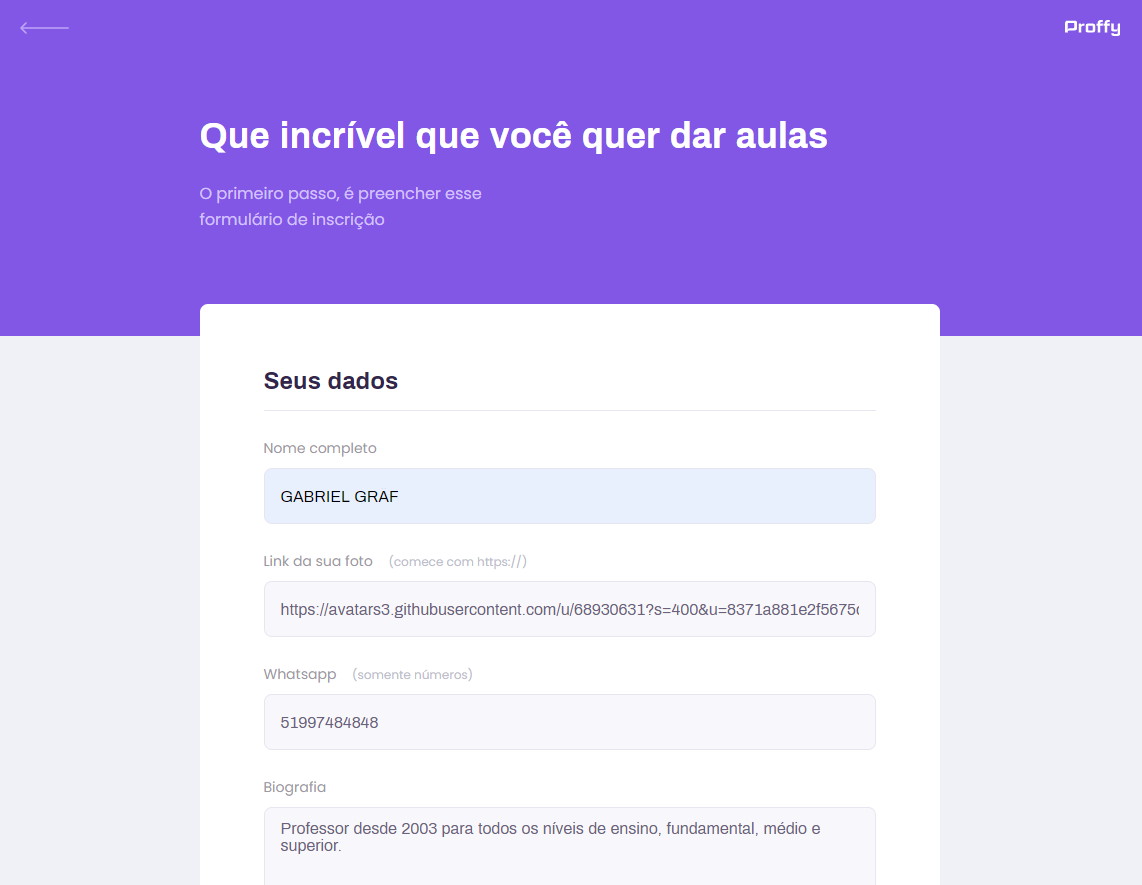 Proffy
Que incrível que você quer dar aulas
O primeiro passo, é preencher esse
formulário de inscrição
Seus dados
Nome completo
GABRIEL GRAF
Link da sua foto (comece com https://)
https://avatars3.githubusercontent.com/u/68930631?s=400&u=8371a881e2f5675
Whatsapp (somente números)
51997484848
Biografia
Professor desde 2003 para todos os níveis de ensino, fundamental, médio e
superior.